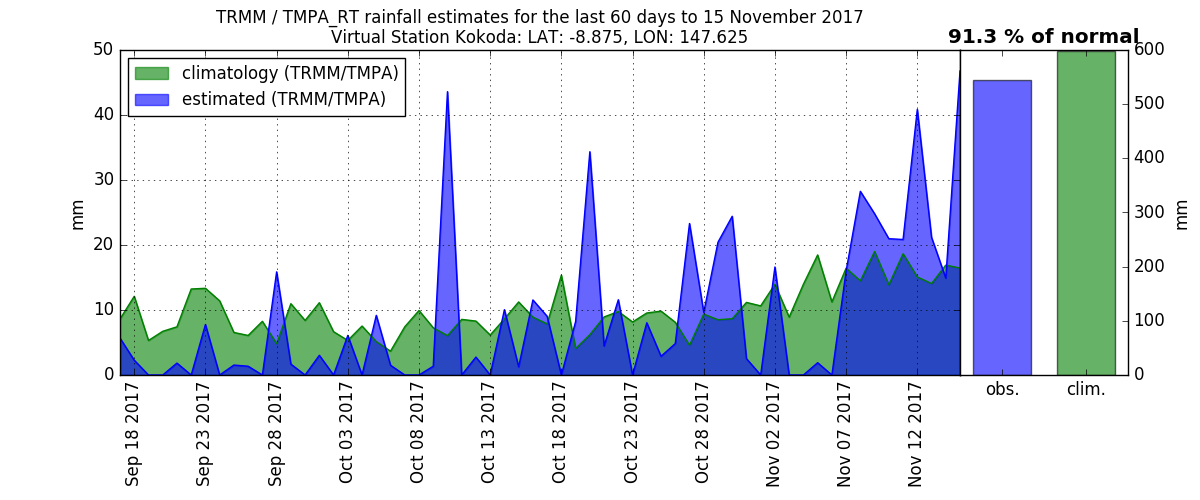 TRMM / TMPA_RT rainfall estimates for the last 60 days to 15 November 2017
Virtual Station Kokoda: LAT: -8.875, LON: 147.625
91.3 % of normal
climatology (TRMM/TMPA)
estimated (TRMM/TMPA)
50
40
30
20
10
0
mm
600
500
400
300
200
100
0
mm
obs.
clim.
Sep 18 2017
Sep 23 2017
Sep 28 2017
Oct 03 2017
Oct 08 2017
Oct 13 2017
Oct 18 2017
Oct 23 2017
Oct 28 2017
Nov 02 2017
Nov 07 2017
Nov 12 2017